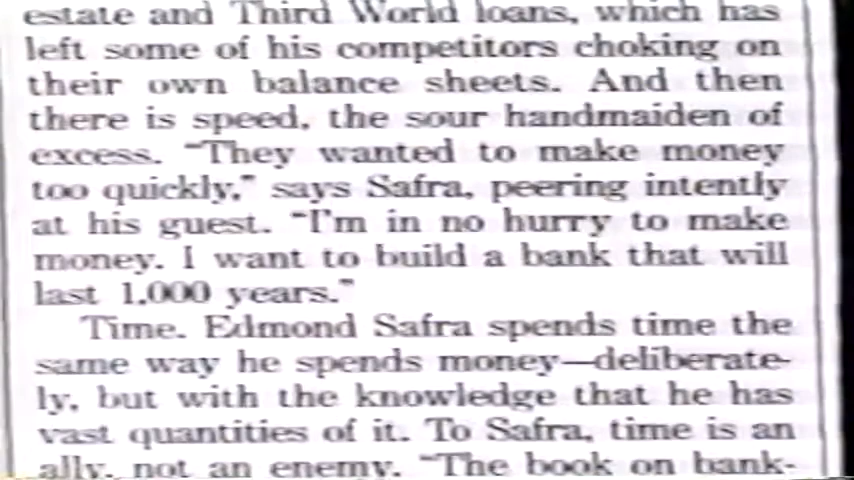 estate and Third World loans, which has
left some of his competitors choking on
their own balance sheets. And then
there is speed, the sour handmaiden of
excess. "They wanted to make money
too quickly," says Safra, peering intently
at his guest. "I'm in no hurry to make
money. I want to build a bank that will
last 1,000 years."
Time. Edmond Safra spends time the
same way he spends money—deliberate-
ly, but with the knowledge that he has
vast quantities of it. To Safra, time is an
ally, not an enemy. "The book on bank-